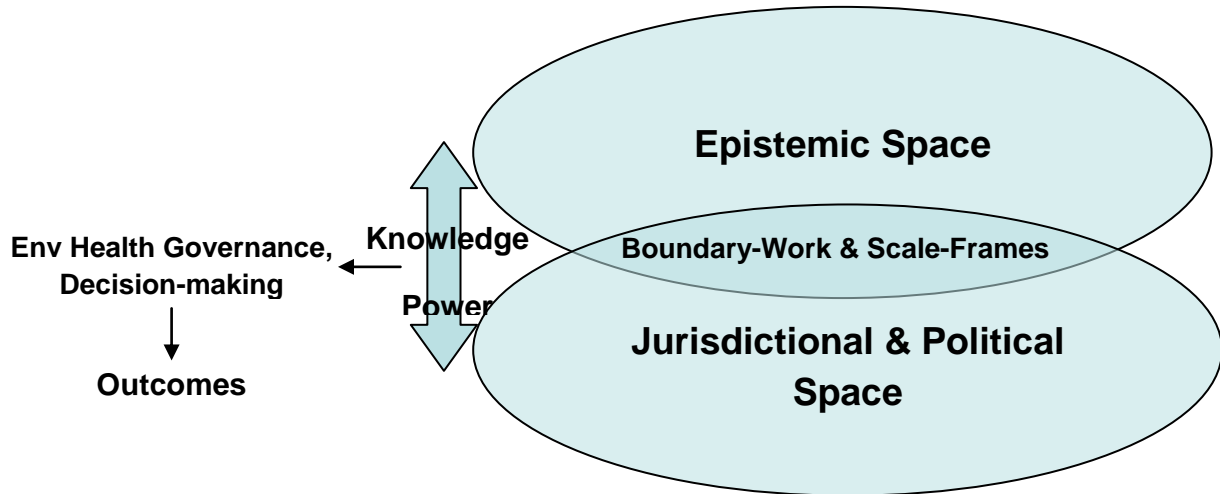 Epistemic Space
Knowledge
Env Health Governance,
Decision-making
Boundary-Work & Scale-Frames
Power
Jurisdictional & Political
Space
Outcomes